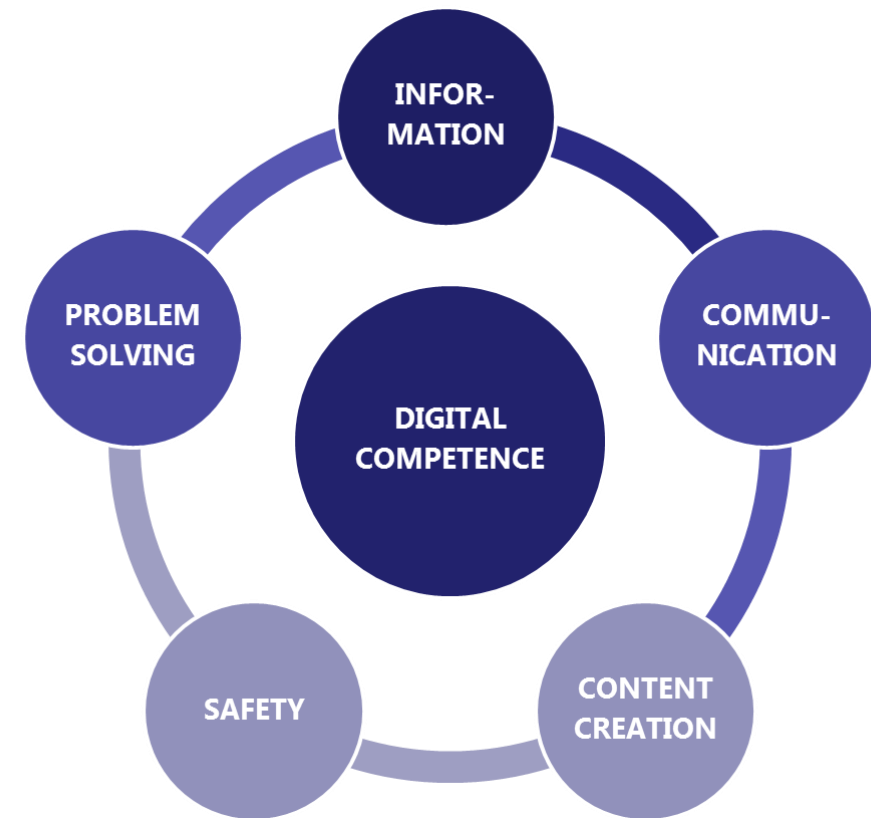 INFOR-
MATION
COMMU-
NICATION
CONTENT
CREATION
SAFETY
PROBLEM
SOLVING
DIGITAL
COMPETENCE